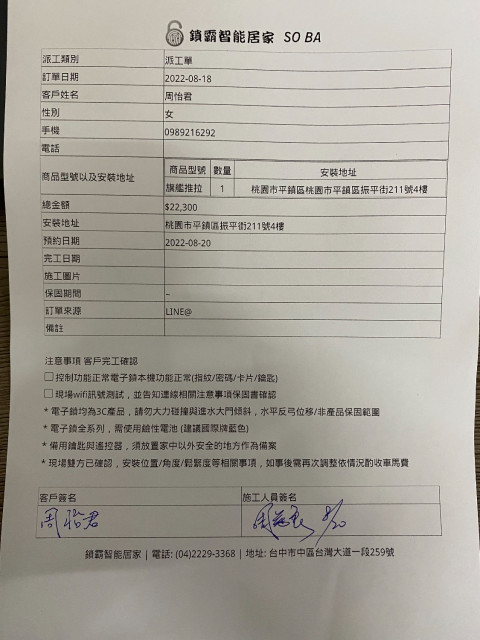 鎖霸智能居家 SO BA
派工類別 派工單
訂單日期 2022-08-18
客戶姓名 周怡君
性別 女
手機 0989216292
電話
商品型號以及安裝地址 商品型號 數量 安裝地址
旗艦推拉 1 桃園市平鎮區桃園市平鎮區振平街211號4樓
總金額 $22,300
安裝地址 桃園市平鎮區振平街211號4樓
預約日期 2022-08-20
完工日期
施工圖片
保固期間 –
訂單來源 LINE@
備註
注意事項 客戶完工確認
□控制功能正常電子鎖本機功能正常(指紋/密碼/卡片/鑰匙)
□現場wifi訊號測試，並告知連線相關注意事項保固書確認
* 電子鎖均為3C產品，請勿大力碰撞與進水大門傾斜，水平反弓位移/非產品保固範圍
* 電子鎖全系列，需使用鹼性電池 (建議國際牌藍色)
* 備用鑰匙與遙控器，須放置家中以外安全的地方作為備案
* 現場雙方已確認，安裝位置/角度/鬆緊度等相關事項，如事後需再次調整依情況酌收車馬費
客戶簽名 施工人員簽名
周怡君 8/20
鎖霸智能居家 | 電話: (04)2229-3368 | 地址: 台中市中區台灣大道一段259號